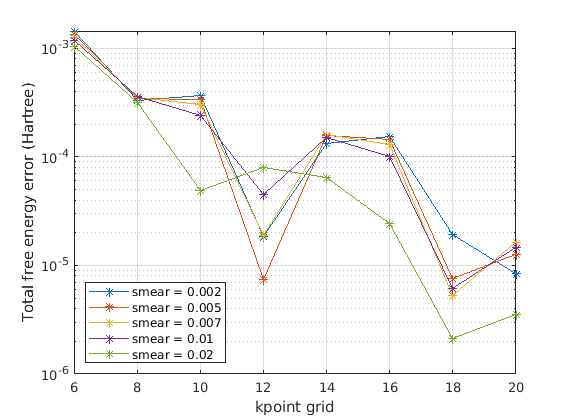 10^-3
10^-4
10^-5
10^-6
Total free energy error (Hartree)
smear = 0.002
smear = 0.005
smear = 0.007
smear = 0.01
smear = 0.02
6 8 10 12 14 16 18 20
kpoint grid